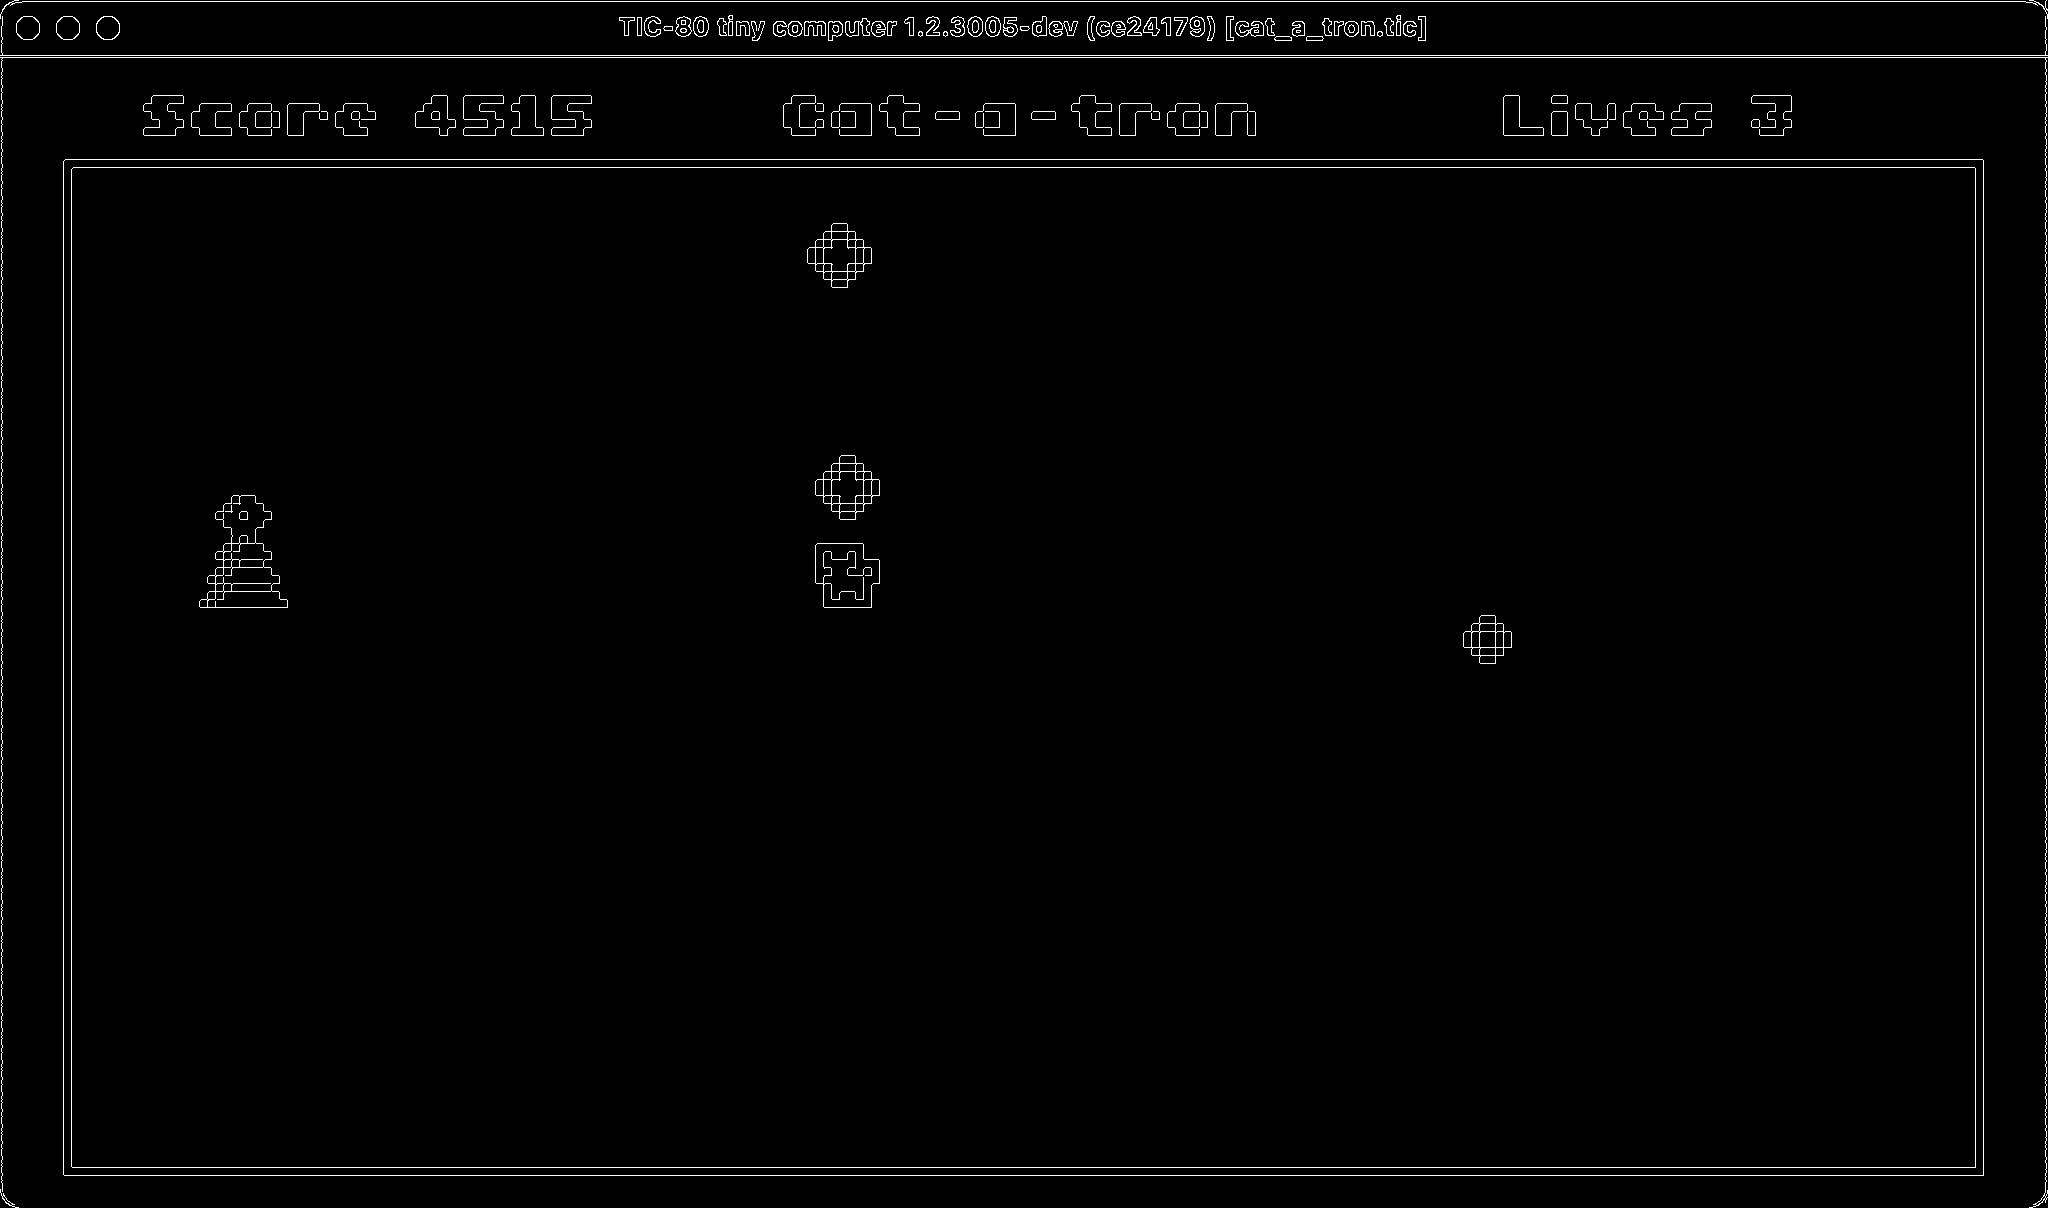 TIC-80 tiny computer 1.2.3005-dev (ce24179) [cat_a_tron.tic]
Score 4515 Cat-a-tron Lives 3